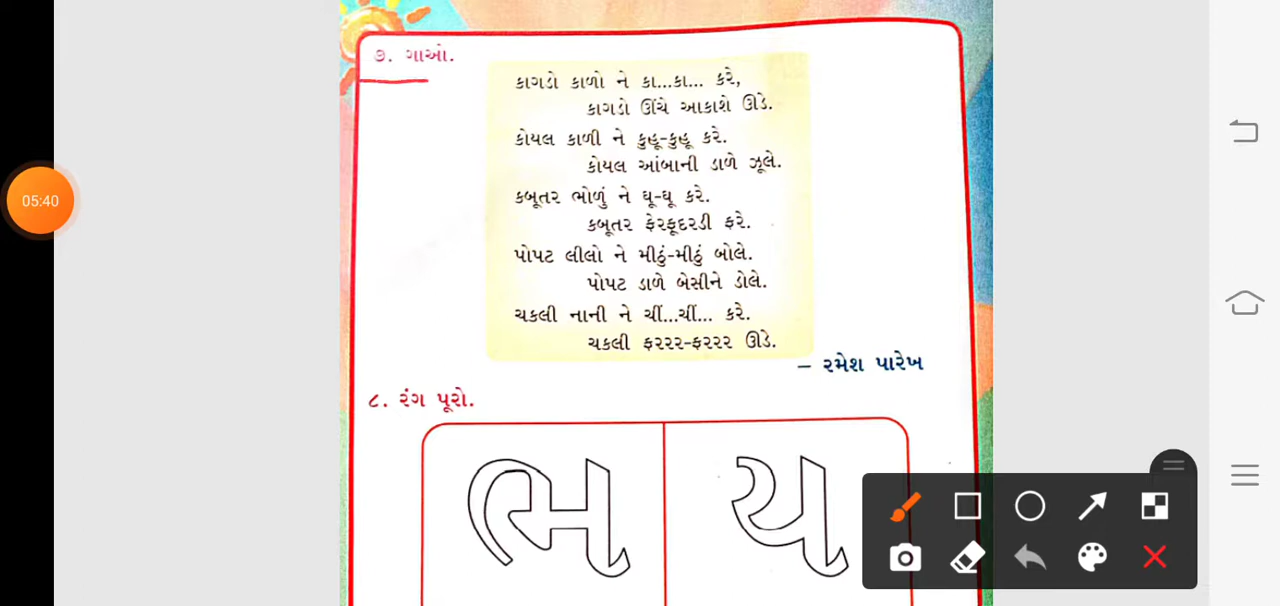 ૭. ગાઓ.
કાગડો કાળો ને કા...કા... કરે,
કાગડો ઊંચે આકાશે ઊડે.
કોયલ કાળી ને કુહૂ-કુહૂ કરે.
કોયલ આંબાની ડાળે ઝૂલે.
કબૂતર ભોળું ને ઘૂ-ઘૂ કરે.
કબૂતર ફેરફૂદરડી ફરે.
પોપટ લીલો ને મીઠું-મીઠું બોલે.
પોપટ ડાળે બેસીને ડોલે.
ચકલી નાની ને ચીં...ચીં... કરે.
ચકલી ફરરર-ફરરર ઊડે.
– રમેશ પારેખ
૮. રંગ પૂરો.
ભ ય
05:40